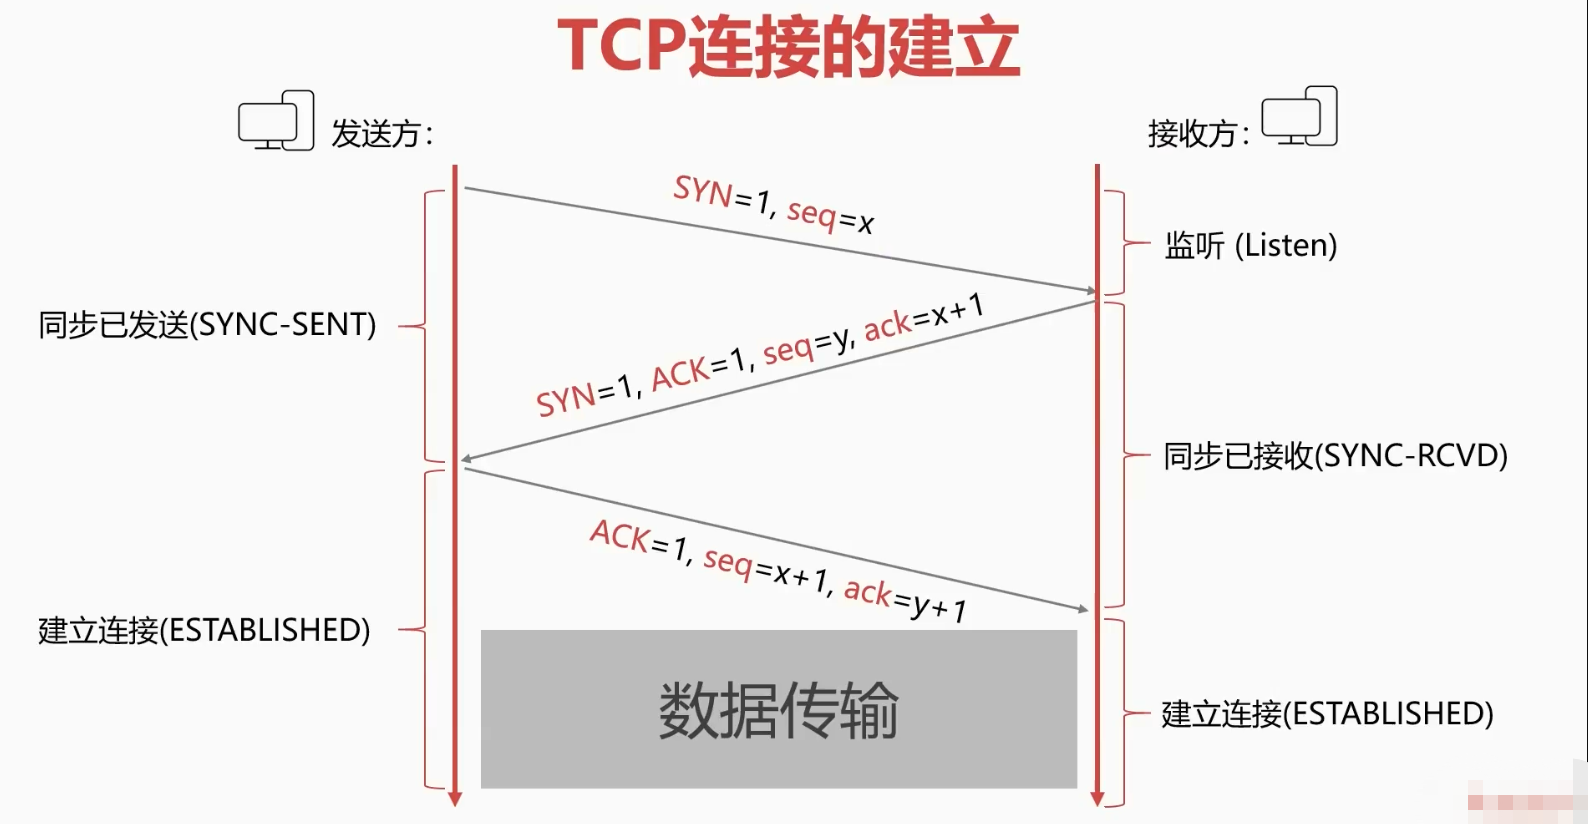 TCP连接的建立
发送方：
接收方：
SYN=1, seq=x
监听 (Listen)
同步已发送(SYNC-SENT)
SYN=1, ACK=1, seq=y, ack=x+1
同步已接收(SYNC-RCVD)
ACK=1, seq=x+1, ack=y+1
建立连接(ESTABLISHED)
数据传输
建立连接(ESTABLISHED)